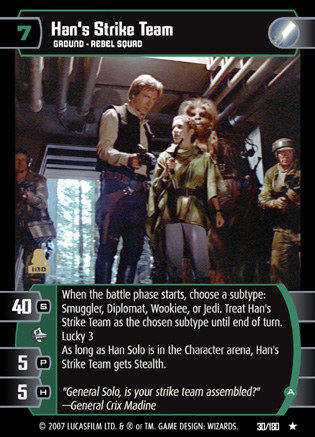 7
Han's Strike Team
GROUND - REBEL SQUAD
100
40 S
When the battle phase starts, choose a subtype:
Smuggler, Diplomat, Wookiee, or Jedi. Treat Han's
Strike Team as the chosen subtype until end of turn.
Lucky 3
As long as Han Solo is in the Character arena, Han's
Strike Team gets Stealth.
5 P
5 H
"General Solo, is your strike team assembled?"
—General Crix Madine
A
© 2007 LUCASFILM LTD. & ® or TM. GAME DESIGN: WIZARDS.
30/180